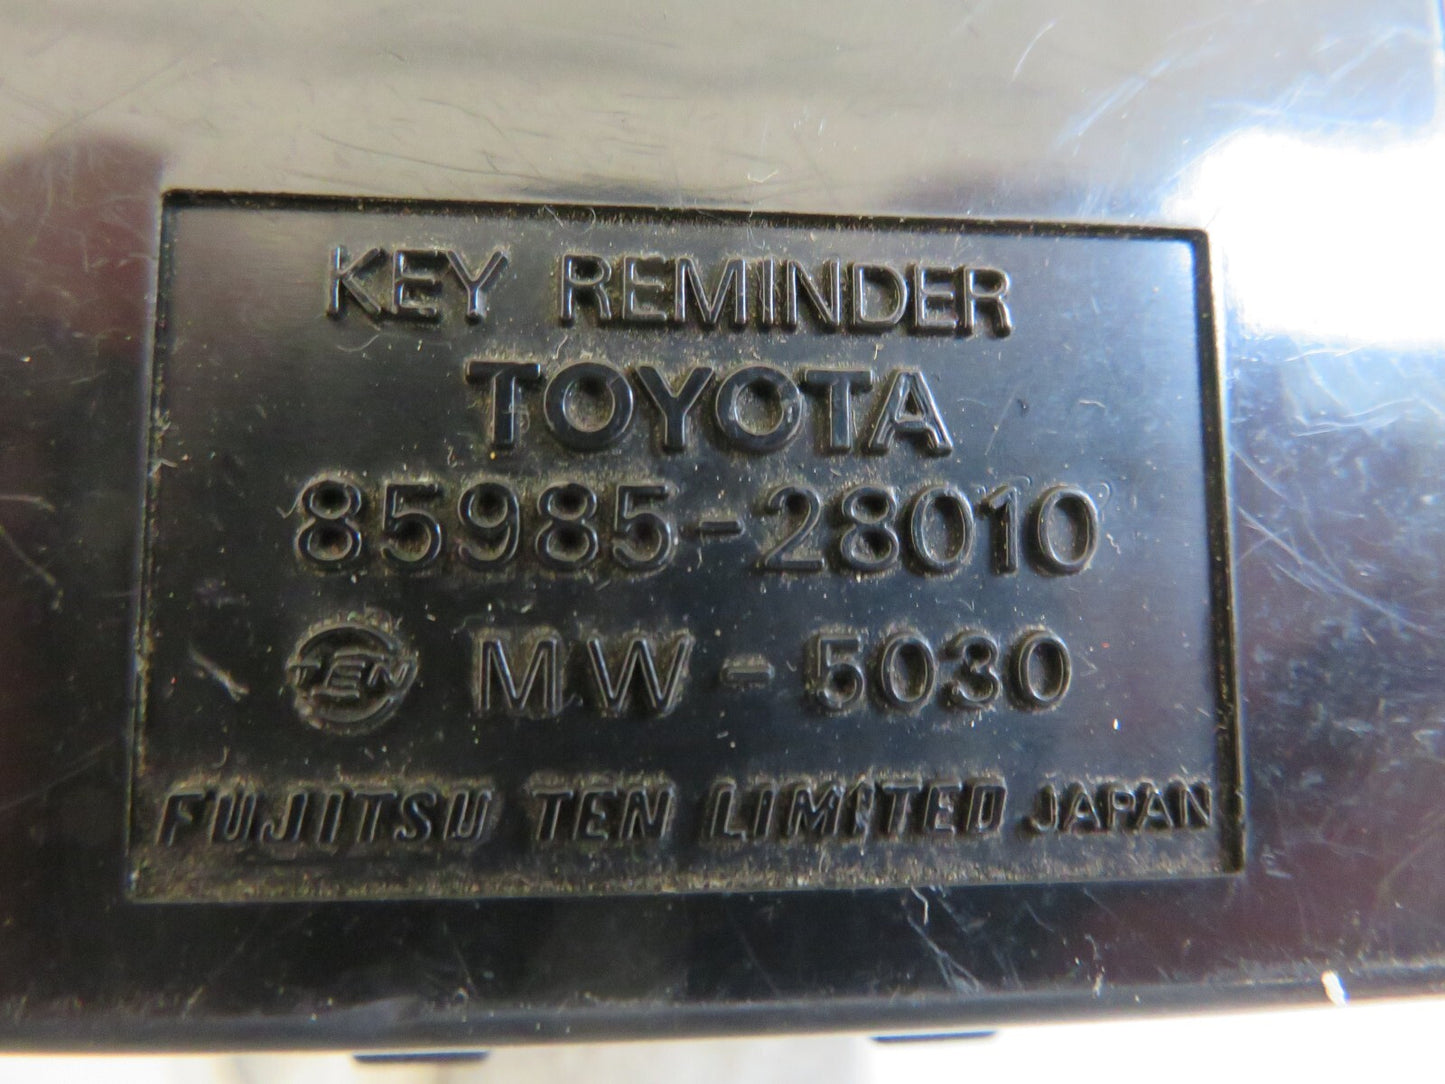 KEY REMINDER
TOYOTA
85985-28010
TEN MW-5030
FUJITSU TEN LIMITED JAPAN